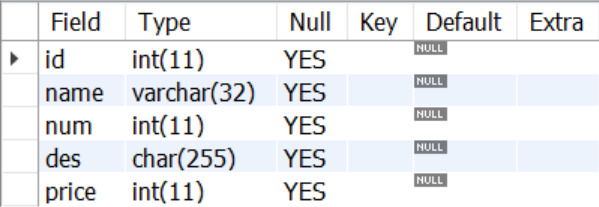 Field Type Null Key Default Extra
id int(11) YES NULL
name varchar(32) YES NULL
num int(11) YES NULL
des char(255) YES NULL
price int(11) YES NULL